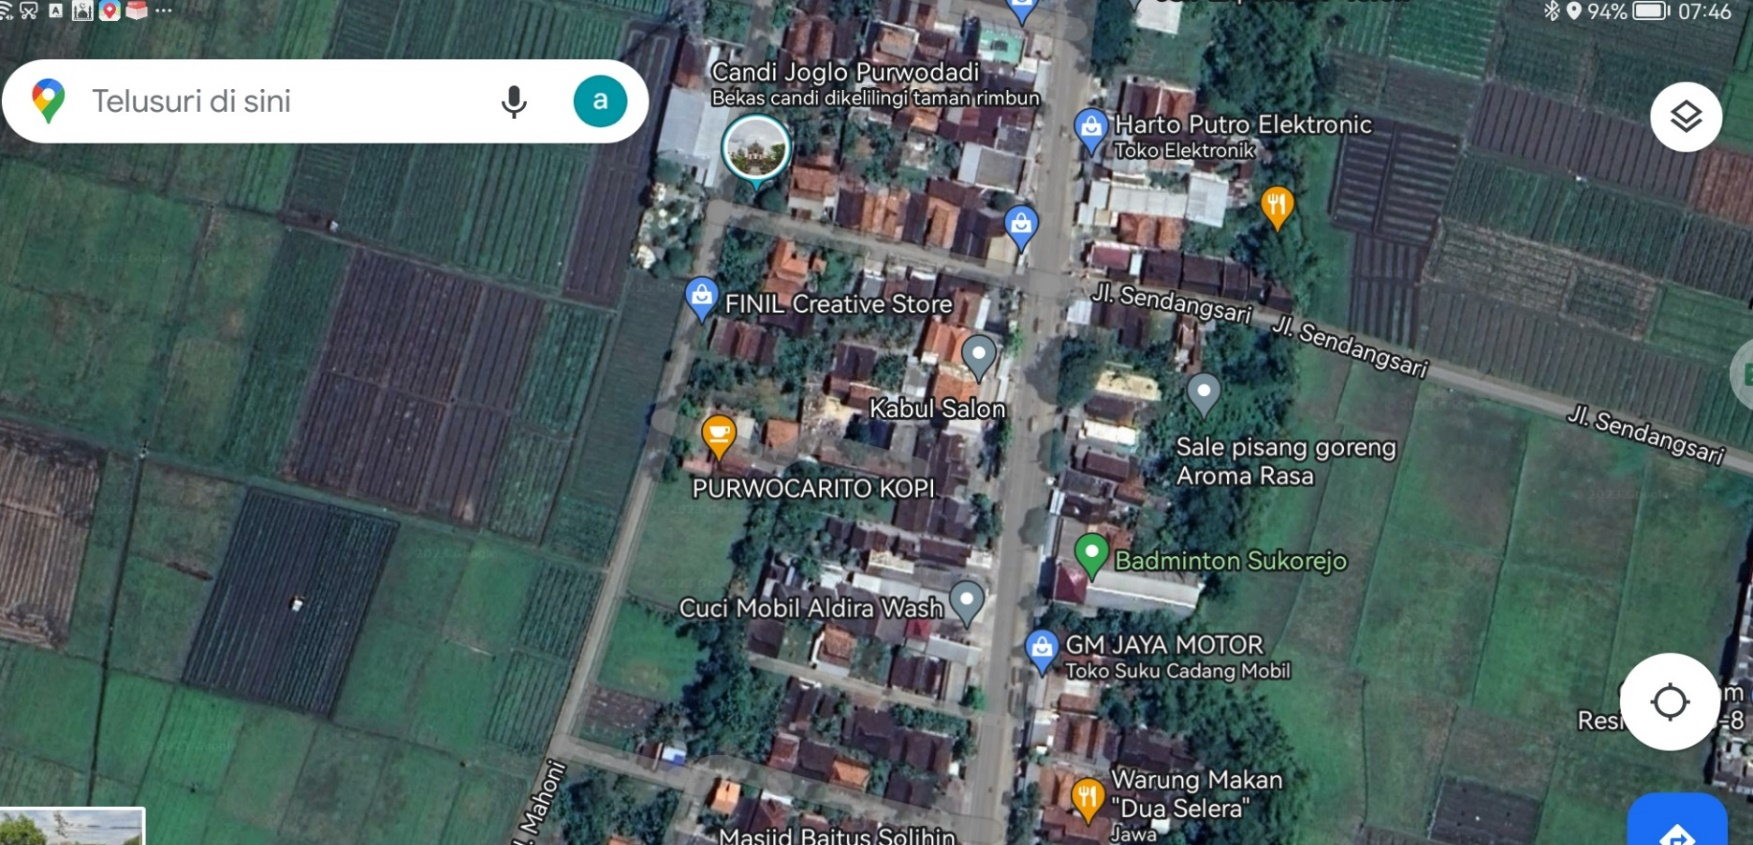 94% 07:46
Telusuri di sini
a
Candi Joglo Purwodadi
Bekas candi dikelilingi taman rimbun
Harto Putro Elektronic
Toko Elektronik
FINIL Creative Store
Jl. Sendangsari
Jl. Sendangsari
Jl. Sendangsari
Kabul Salon
Sale pisang goreng
Aroma Rasa
PURWOCARITO KOPI
Badminton Sukorejo
Cuci Mobil Aldira Wash
GM JAYA MOTOR
Toko Suku Cadang Mobil
Mahoni
Warung Makan
"Dua Selera"
Jawa
Masjid Baitus Solihin